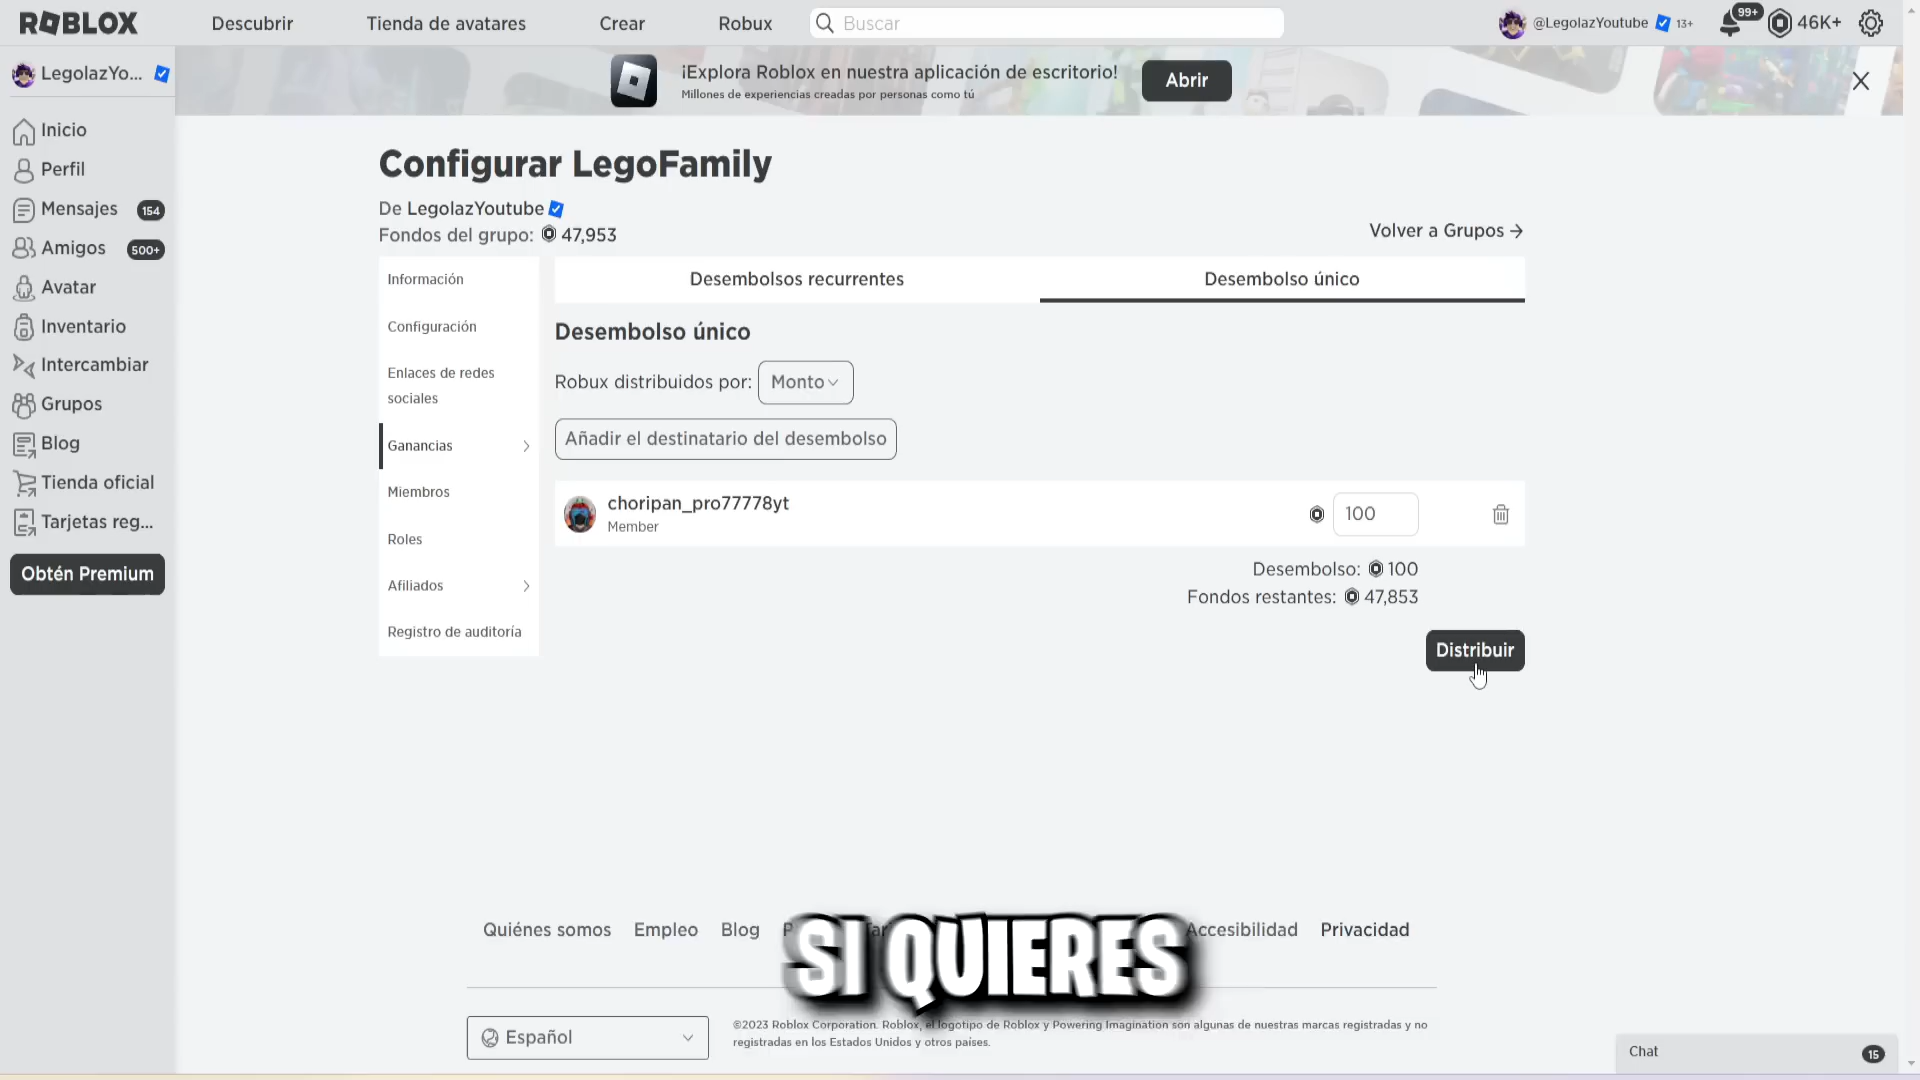 ROBLOX
Descubrir
Tienda de avatares
Crear
Robux
Buscar
@LegolazYoutube
13+
99+
46K+
LegolazYo...
¡Explora Roblox en nuestra aplicación de escritorio!
Millones de experiencias creadas por personas como tú
Abrir
Inicio
Perfil
Mensajes 154
Amigos 500+
Avatar
Inventario
Intercambiar
Grupos
Blog
Tienda oficial
Tarjetas reg...
Obtén Premium
Configurar LegoFamily
De LegolazYoutube
Fondos del grupo: 47,953
Volver a Grupos
Información
Configuración
Enlaces de redes
sociales
Ganancias
Miembros
Roles
Afiliados
Registro de auditoría
Desembolsos recurrentes
Desembolso único
Desembolso único
Robux distribuidos por: Monto
Añadir el destinatario del desembolso
choripan_pro77778yt
Member
100
Desembolso: 100
Fondos restantes: 47,853
Distribuir
Quiénes somos
Empleo
Blog
Accesibilidad
Privacidad
SI QUIERES
Español
©2023 Roblox Corporation. Roblox, el logotipo de Roblox y Powering Imagination son algunas de nuestras marcas registradas y no
registradas en los Estados Unidos y otros países.
Chat
15